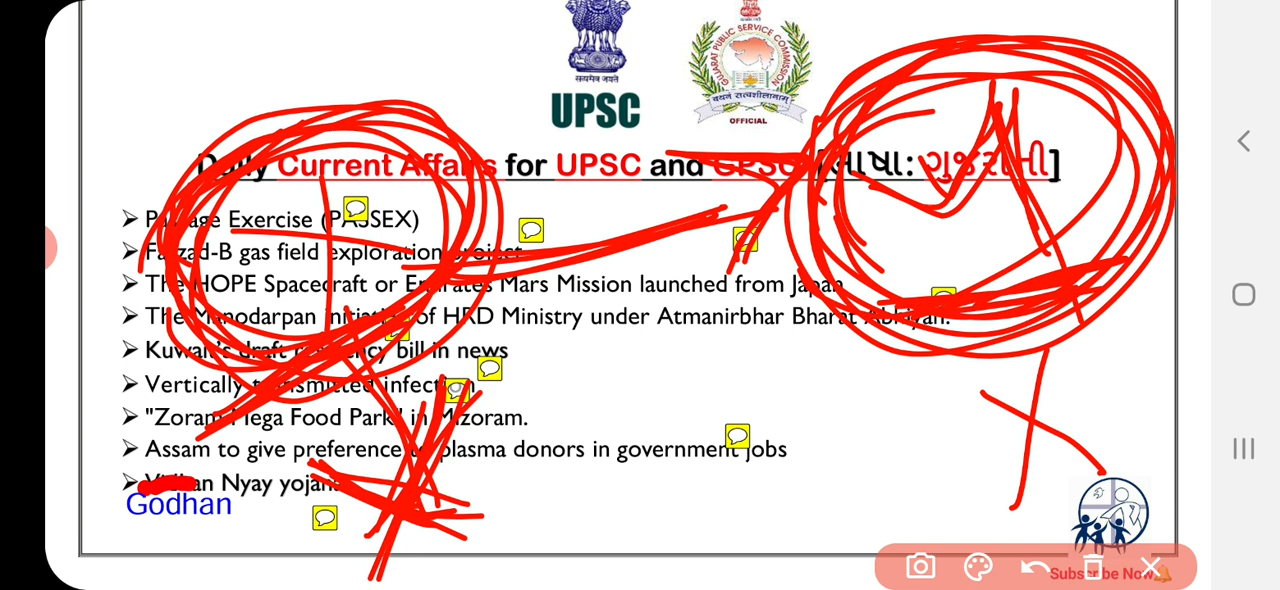 सत्यमेव जयते
UPSC
GUJARAT PUBLIC SERVICE COMMISSION
OFFICIAL
Daily Current Affairs for UPSC and GPSC [ભાષા: ગુજરાતી]
➢ Passage Exercise (PASSEX)
➢ Farzad-B gas field exploration project
➢ The HOPE Spacecraft or Emirates Mars Mission launched from Japan
➢ The Manodarpan initiative of HRD Ministry under Atmanirbhar Bharat Abhiyan.
➢ Kuwait's draft residency bill in news
➢ Vertically transmitted infection
➢ "Zoram Mega Food Park" in Mizoram.
➢ Assam to give preference to plasma donors in government jobs
➢ Nyay yojana
Godhan
Subscribe Now